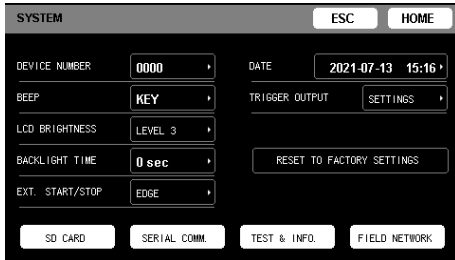 SYSTEM ESC HOME
DEVICE NUMBER 0000 DATE 2021-07-13 15:16
BEEP KEY TRIGGER OUTPUT SETTINGS
LCD BRIGHTNESS LEVEL 3
BACKLIGHT TIME 0 sec RESET TO FACTORY SETTINGS
EXT. START/STOP EDGE
SD CARD SERIAL COMM. TEST & INFO. FIELD NETWORK